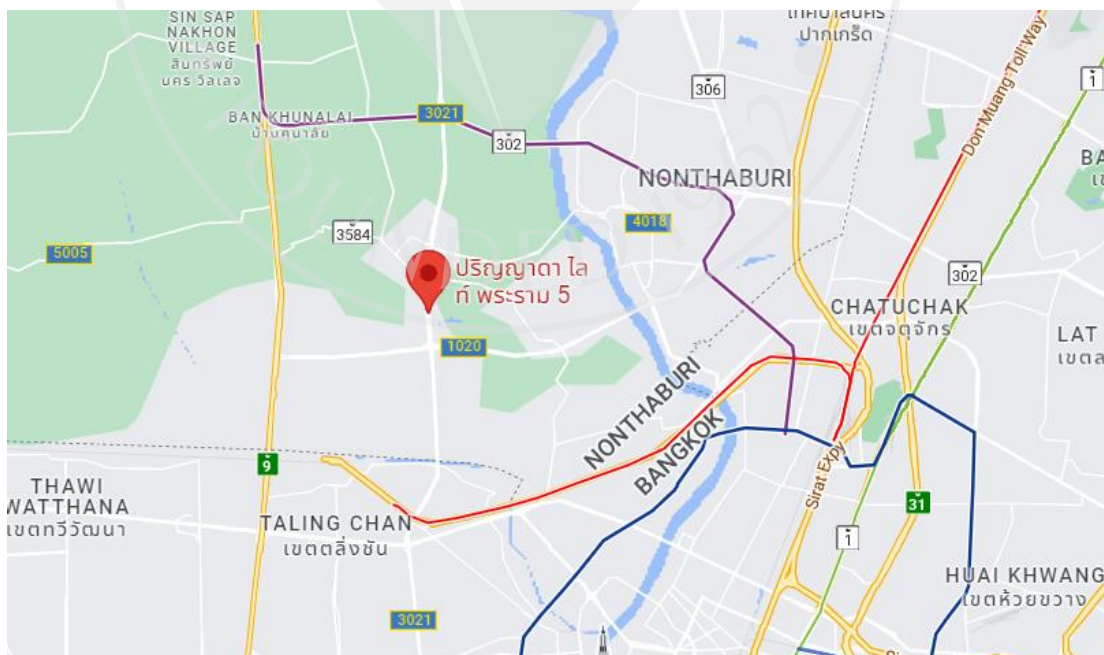 SIN SAP
NAKHON
VILLAGE
สินทรัพย์
นคร วิลเลจ
เทศบาลนคร
ปากเกร็ด
306
1
Don Muang Toll Way
BAN KHUNALAI
บ้านคุนาลัย
3021
302
NONTHABURI
BA
เข
3584
4018
5005
ปริญญาดา ไล
ท์ พระราม 5
302
CHATUCHAK
เขตจตุจักร
LAT
เขตล
1020
NONTHABURI
BANGKOK
9
THAWI
WATTHANA
เขตทวีวัฒนา
TALING CHAN
เขตตลิ่งชัน
Sirat Expy
31
1
HUAI KHWANG
เขตห้วยขวาง
3021